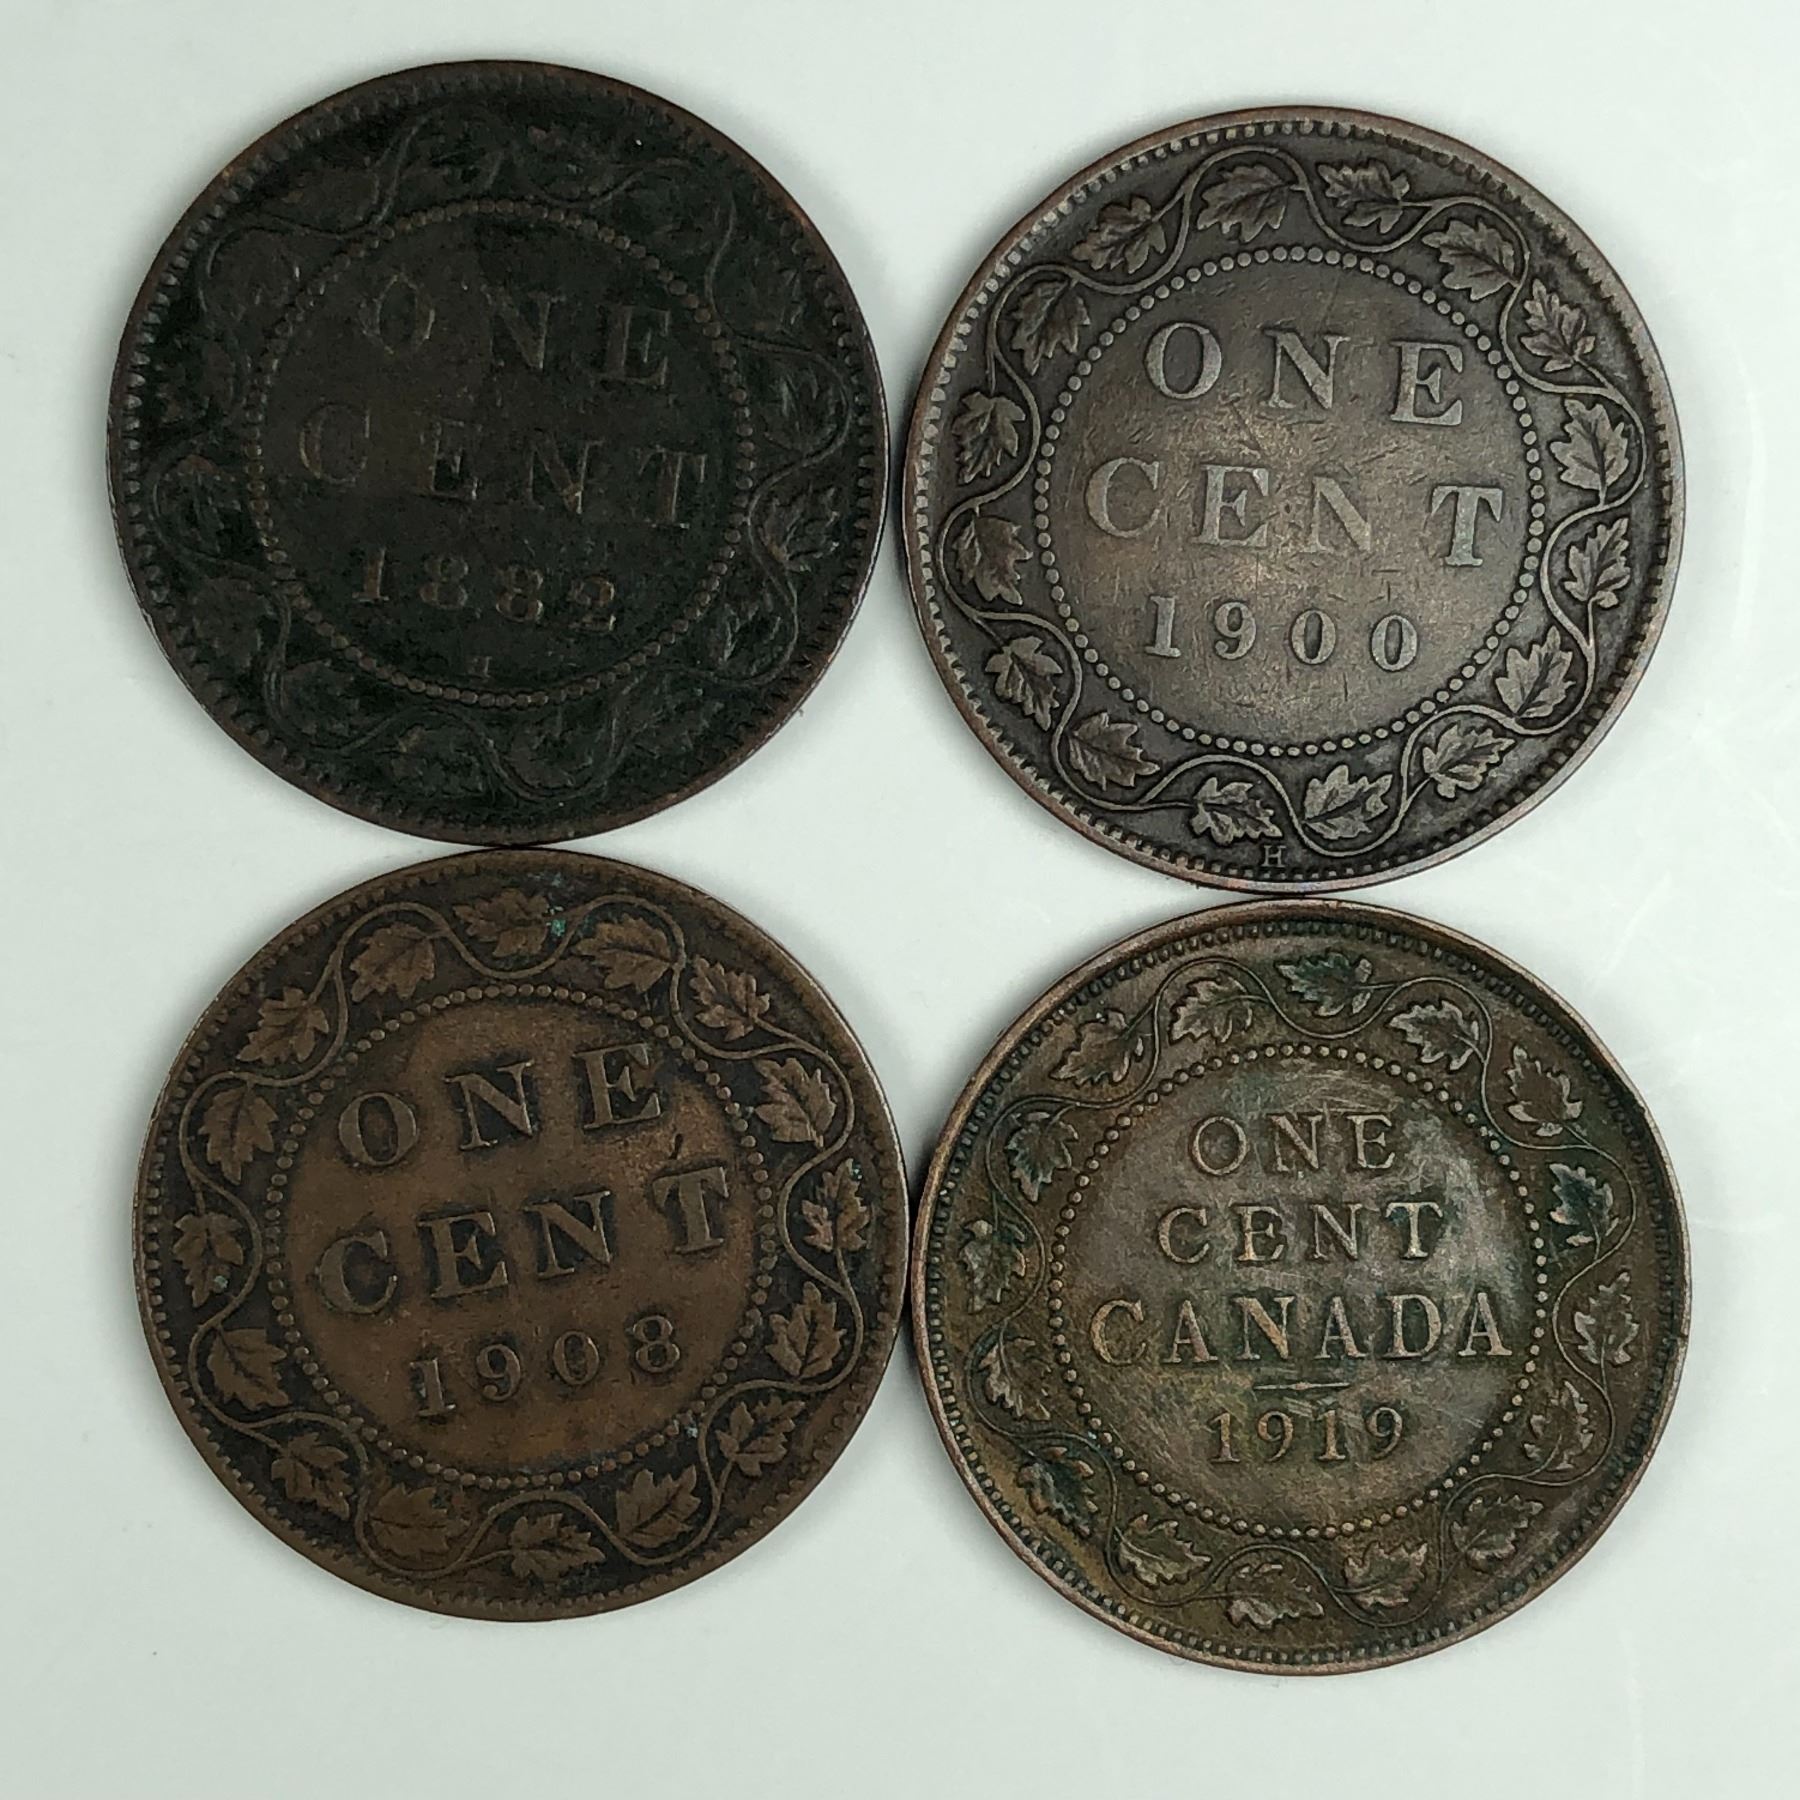 ONE
CENT
1882
H
ONE
CENT
1900
H
ONE
CENT
1908
ONE
CENT
CANADA
1919